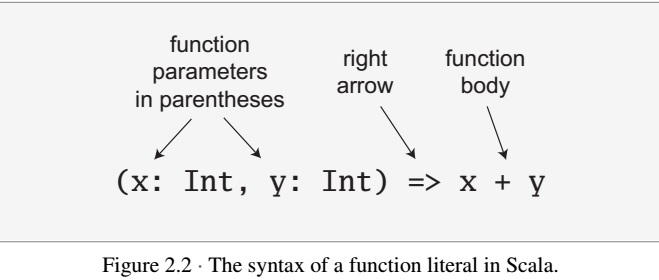 function
parameters
in parentheses
right
arrow
function
body
(x: Int, y: Int) => x + y
Figure 2.2 · The syntax of a function literal in Scala.